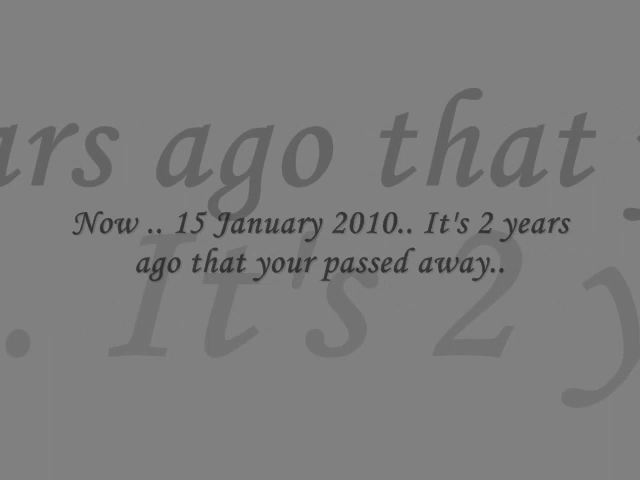 ars ago that
Now .. 15 January 2010.. It's 2 years
ago that your passed away..
. It's 2 y